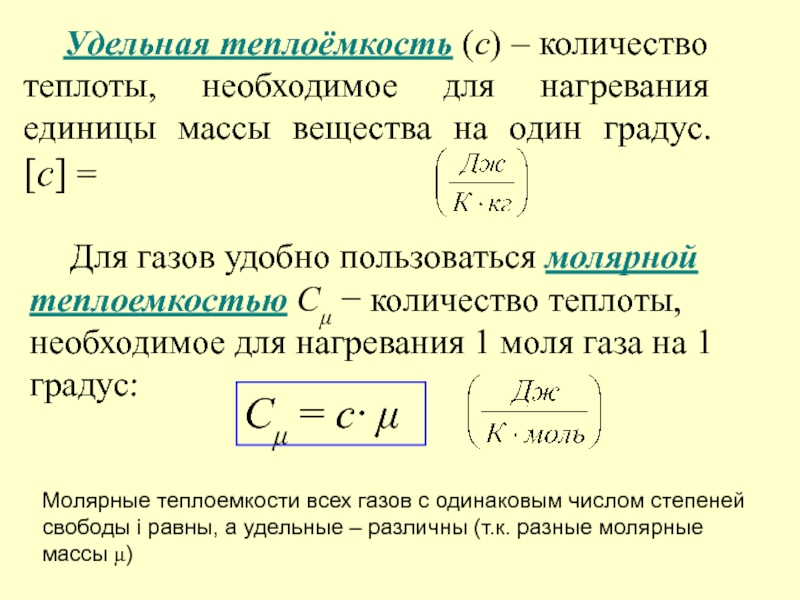 Удельная теплоёмкость (c) – количество
теплоты, необходимое для нагревания
единицы массы вещества на один градус.
[c] = (Дж / К · кг)
Для газов удобно пользоваться молярной
теплоемкостью Cμ − количество теплоты,
необходимое для нагревания 1 моля газа на 1
градус:
Cμ = c· μ (Дж / К · моль)
Молярные теплоемкости всех газов с одинаковым числом степеней
свободы i равны, а удельные – различны (т.к. разные молярные
массы μ)